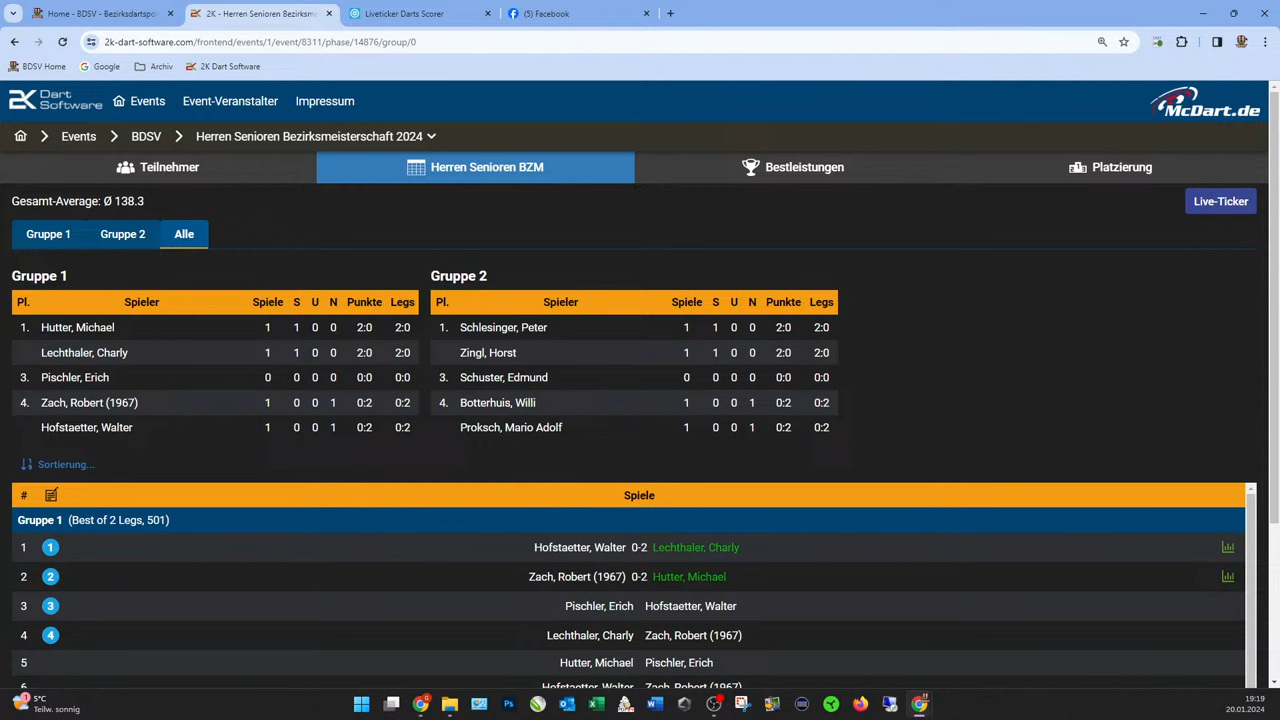 Home - BDSV - Bezirksdartspo
2K - Herren Senioren Bezirksmeis
Liveticker Darts Scorer
(5) Facebook
2k-dart-software.com/frontend/events/1/event/8311/phase/14876/group/0
BDSV Home Google Archiv 2K Dart Software
2K Dart Software Events Event-Veranstalter Impressum McDart.de
Events BDSV Herren Senioren Bezirksmeisterschaft 2024
Teilnehmer Herren Senioren BZM Bestleistungen Platzierung
Gesamt-Average: Ø 138.3 Live-Ticker
Gruppe 1 Gruppe 2 Alle
Gruppe 1
Pl. Spieler Spiele S U N Punkte Legs
1. Hutter, Michael 1 1 0 0 2:0 2:0
Lechthaler, Charly 1 1 0 0 2:0 2:0
3. Pischler, Erich 0 0 0 0 0:0 0:0
4. Zach, Robert (1967) 1 0 0 1 0:2 0:2
Hofstaetter, Walter 1 0 0 1 0:2 0:2
Gruppe 2
Pl. Spieler Spiele S U N Punkte Legs
1. Schlesinger, Peter 1 1 0 0 2:0 2:0
Zingl, Horst 1 1 0 0 2:0 2:0
3. Schuster, Edmund 0 0 0 0 0:0 0:0
4. Botterhuis, Willi 1 0 0 1 0:2 0:2
Proksch, Mario Adolf 1 0 0 1 0:2 0:2
Sortierung...
# Spiele
Gruppe 1 (Best of 2 Legs, 501)
1 1 Hofstaetter, Walter 0-2 Lechthaler, Charly
2 2 Zach, Robert (1967) 0-2 Hutter, Michael
3 3 Pischler, Erich Hofstaetter, Walter
4 4 Lechthaler, Charly Zach, Robert (1967)
5 Hutter, Michael Pischler, Erich
6 Hofstaetter, Walter Zach, Robert (1967)
1 5°C
Teilw. sonnig
19:19
20.01.2024